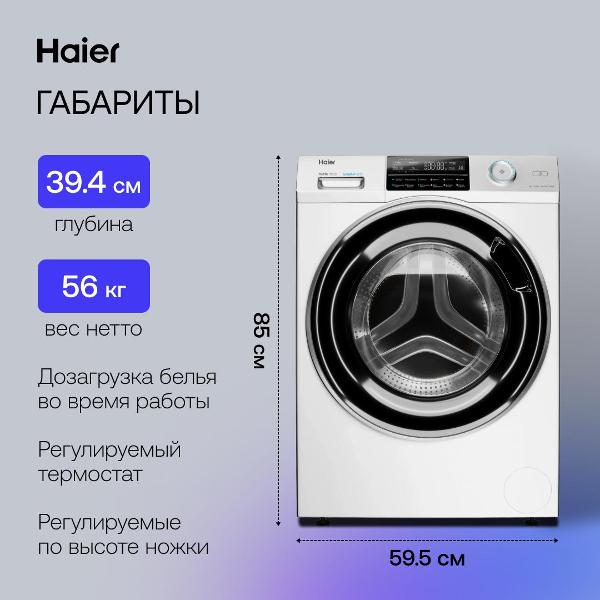 Haier
ГАБАРИТЫ
39.4 см
глубина
56 кг
вес нетто
Дозагрузка белья
во время работы
Регулируемый
термостат
Регулируемые
по высоте ножки
Haier
85 см
59.5 см